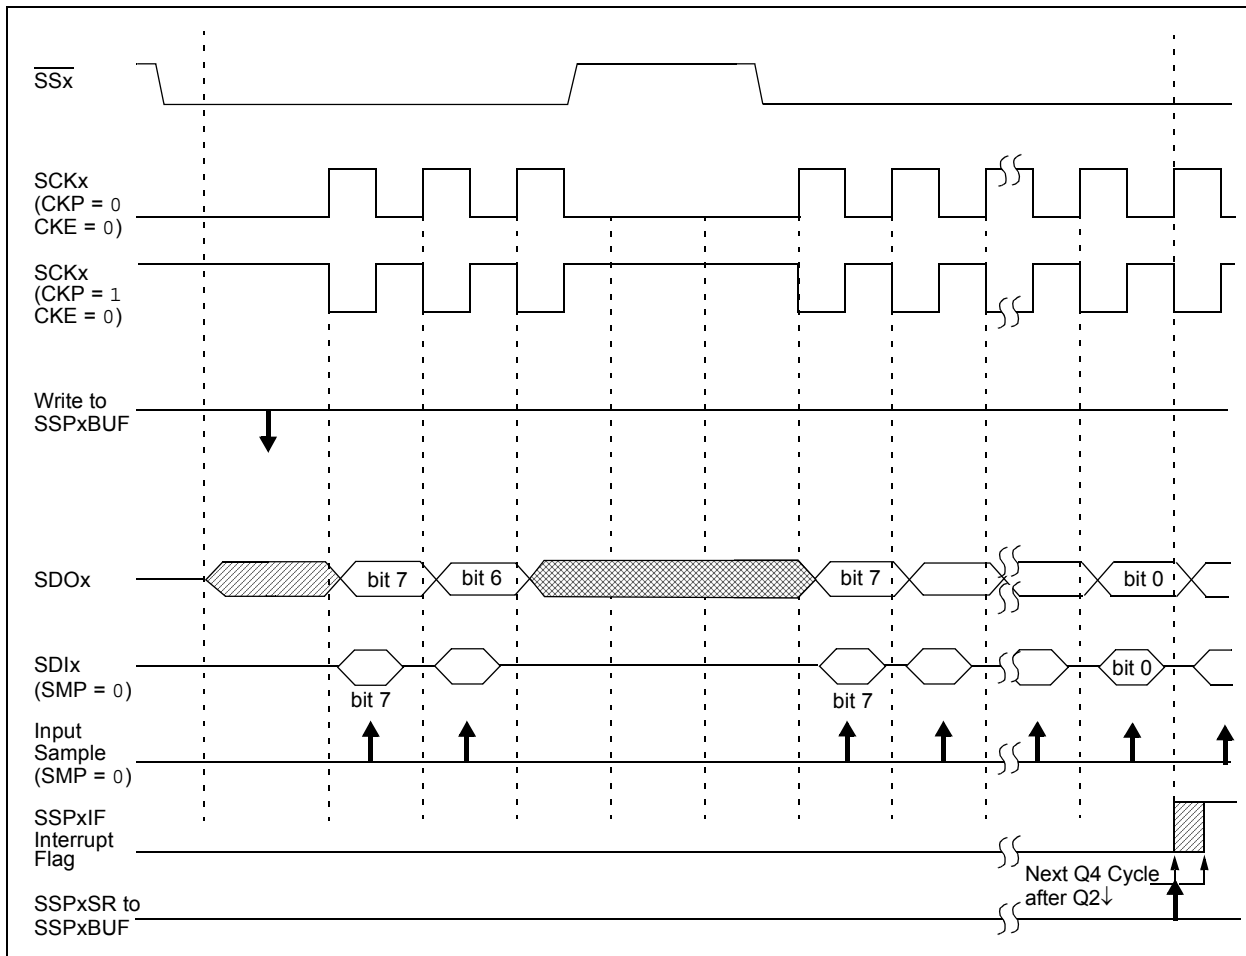 SSx
SCKx
(CKP = 0
CKE = 0)
SCKx
(CKP = 1
CKE = 0)
Write to
SSPxBUF
SDOx
bit 7
bit 6
bit 7
bit 0
SDIx
(SMP = 0)
bit 7
bit 7
bit 0
Input
Sample
(SMP = 0)
SSPxIF
Interrupt
Flag
Next Q4 Cycle
after Q2↓
SSPxSR to
SSPxBUF